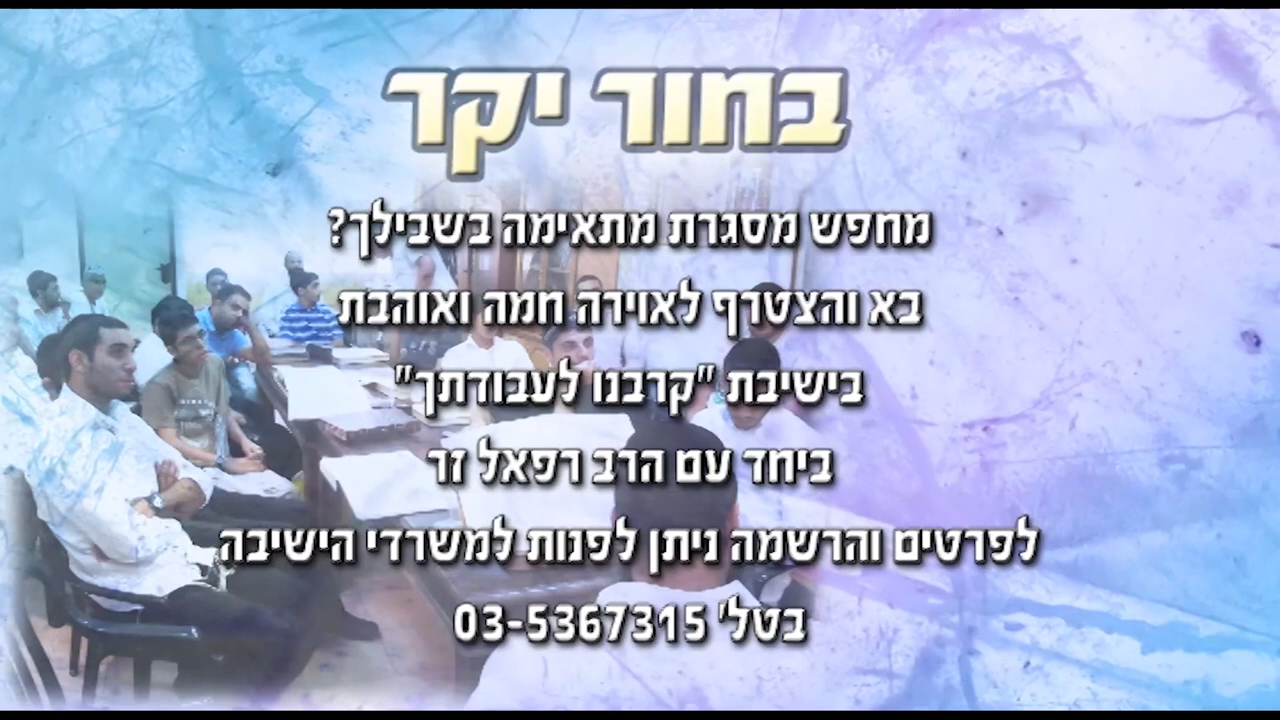 בחור יקר
מחפש מסגרת מתאימה בשבילך?
בא והצטרף לאוירה חמה ואוהבת
בישיבת "קרבנו לעבודתך"
ביחד עם הרב רפאל זר
לפרטים והרשמה ניתן לפנות למשרדי הישיבה
בטל' 03-5367315